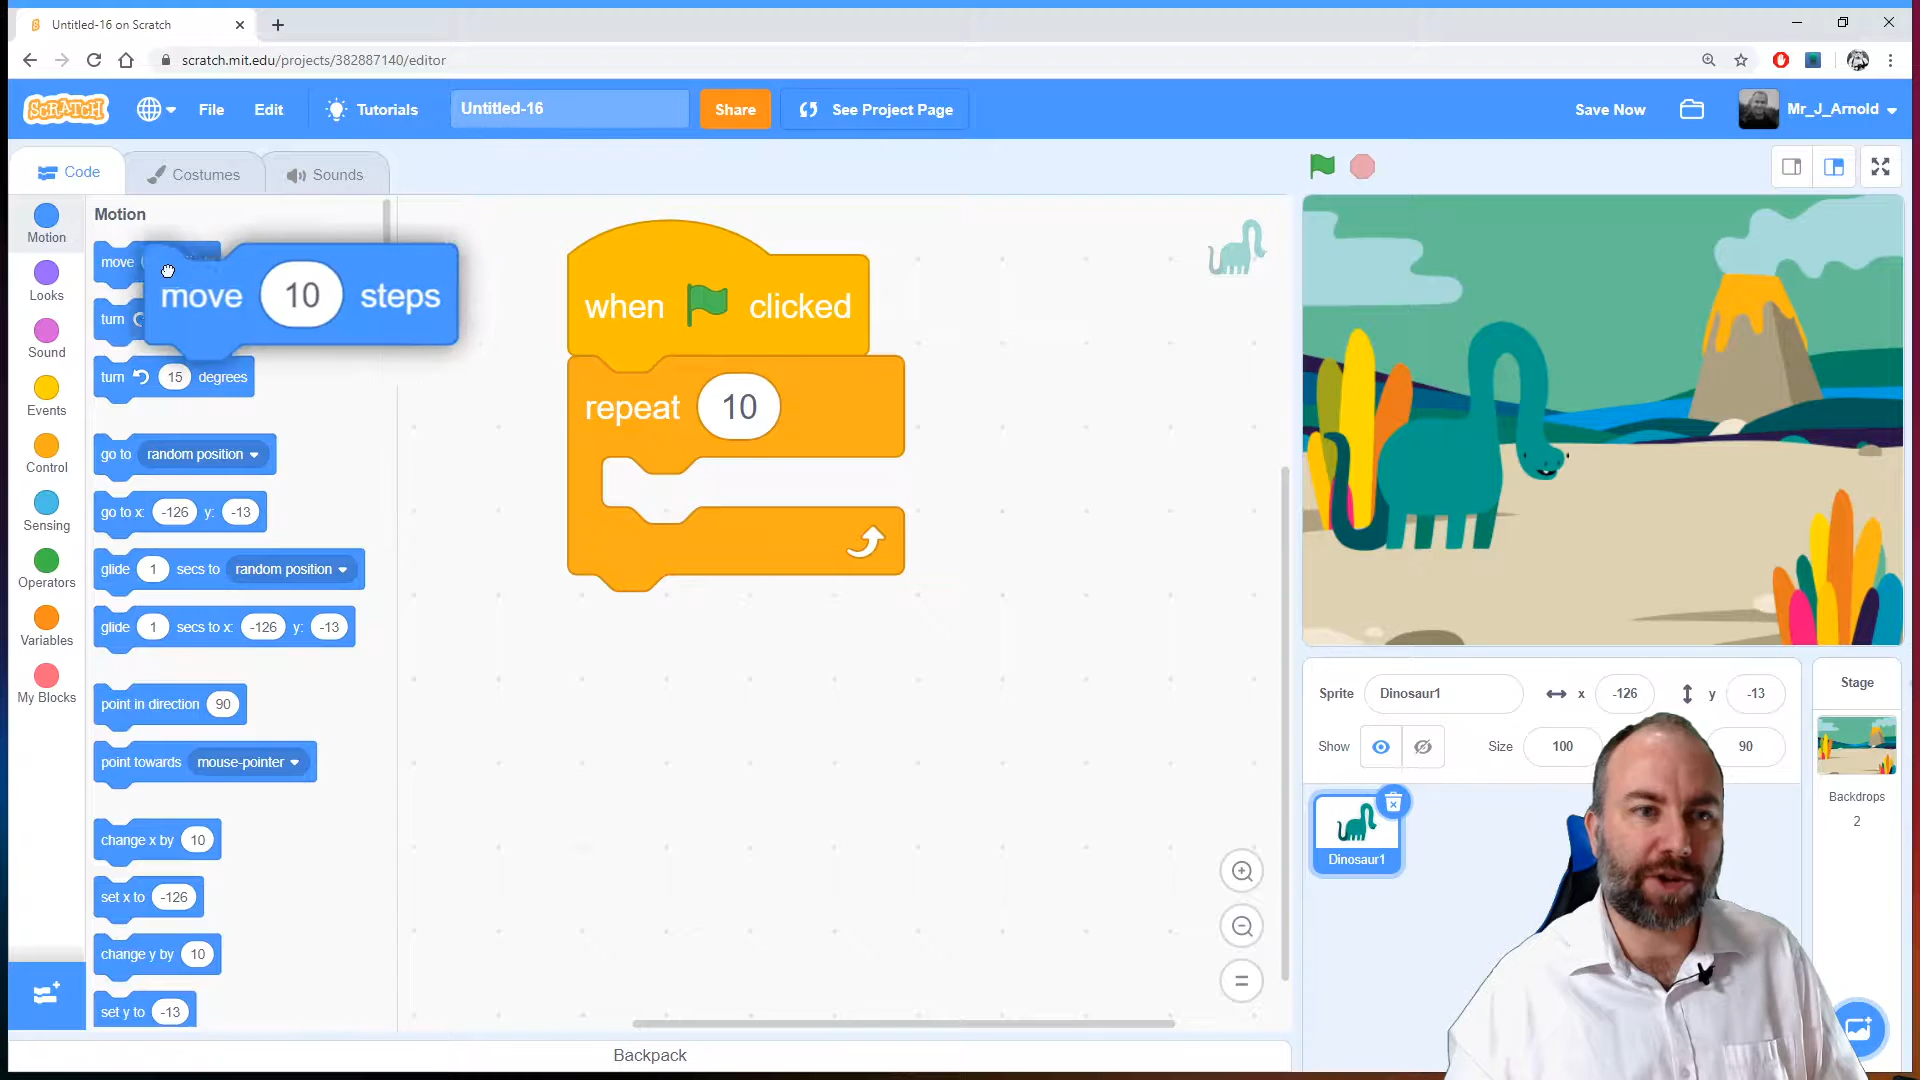 Untitled-16 on Scratch
scratch.mit.edu/projects/382887140/editor
SCRATCH
File
Edit
Tutorials
Untitled-16
Share
See Project Page
Save Now
Mr_J_Arnold
Code
Costumes
Sounds
Motion
Looks
Sound
Events
Control
Sensing
Operators
Variables
My Blocks
Motion
move
move 10 steps
turn
turn 15 degrees
go to random position
go to x: -126 y: -13
glide 1 secs to random position
glide 1 secs to x: -126 y: -13
point in direction 90
point towards mouse-pointer
change x by 10
set x to -126
change y by 10
set y to -13
when clicked
repeat 10
Backpack
Sprite Dinosaur1 x -126 y -13
Show Size 100 90
Dinosaur1
Stage
Backdrops
2